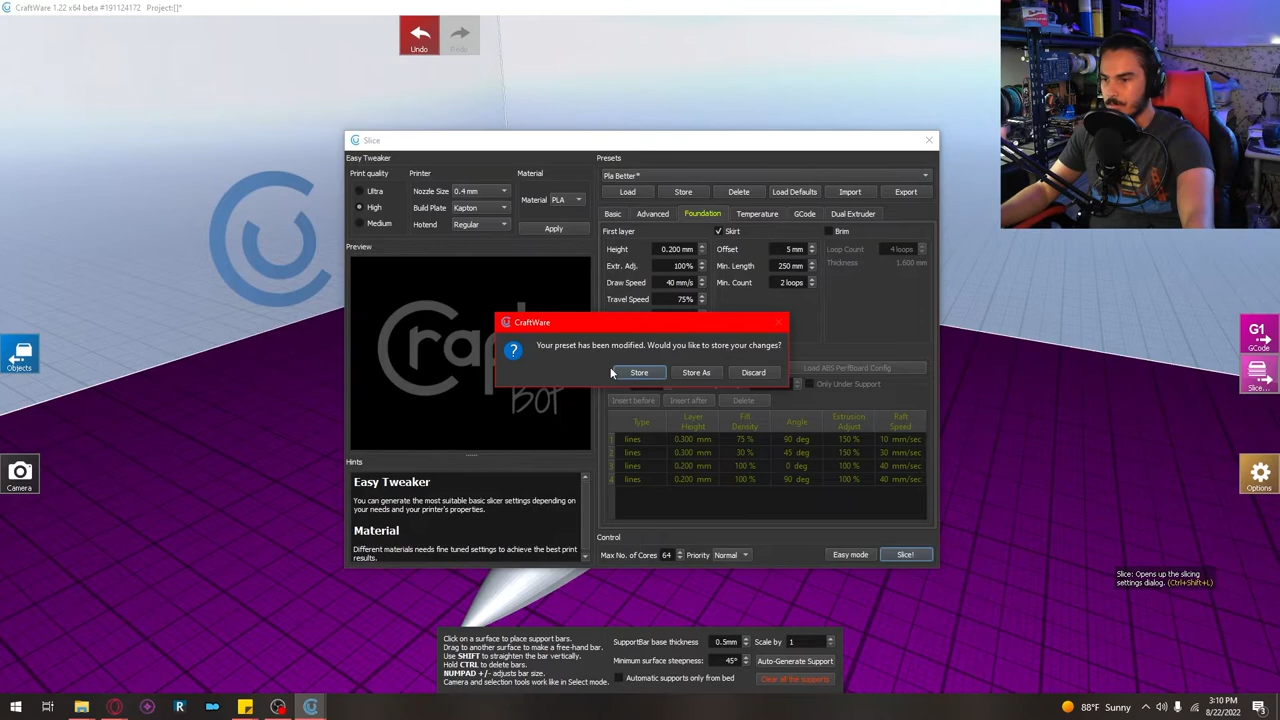 CraftWare 1.22 x64 beta #191124172 Project:[]*
Undo
Redo
Slice
Easy Tweaker
Presets
Print quality Printer Material
Ultra
High
Medium
Nozzle Size 0.4 mm
Build Plate Kapton
Hotend Regular
Material PLA
Apply
Pla Better*
Load Store Delete Load Defaults Import Export
Basic Advanced Foundation Temperature GCode Dual Extruder
First layer
Height 0.200 mm
Extr. Adj. 100%
Draw Speed 40 mm/s
Travel Speed 75%
Skirt
Offset 5 mm
Min. Length 250 mm
Min. Count 2 loops
Brim
Loop Count 4 loops
Thickness 1.600 mm
Preview
Craft
Bot
CraftWare
Your preset has been modified. Would you like to store your changes?
Store Store As Discard
Load ABS Perfboard Config
Only Under Support
Insert before Insert after Delete
Type Layer Height Fill Density Angle Extrusion Adjust Raft Speed
1 lines 0.300 mm 75 % 90 deg 150 % 10 mm/sec
2 lines 0.300 mm 30 % 45 deg 150 % 30 mm/sec
3 lines 0.200 mm 100 % 0 deg 100 % 40 mm/sec
4 lines 0.200 mm 100 % 90 deg 100 % 40 mm/sec
Hints
Easy Tweaker
You can generate the most suitable basic slicer settings depending on
your needs and your printer's properties.
Material
Different materials needs fine tuned settings to achieve the best print
results.
Control
Max No. of Cores 64 Priority Normal Easy mode Slice!
Objects
Camera
G1
GCode
Slice...
Options
Slice: Opens up the slicing
settings dialog. (Ctrl+Shift+L)
Click on a surface to place support bars.
Drag to another surface to make a free-hand bar.
Use SHIFT to straighten the bar vertically.
Hold CTRL to delete bars.
NUMPAD +/- adjusts bar size.
Camera and selection tools work like in Select mode.
SupportBar base thickness 0.5mm Scale by 1
Minimum surface steepness: 45° Auto-Generate Support
Automatic supports only from bed Clear all the supports
88°F Sunny
3:10 PM
8/22/2022